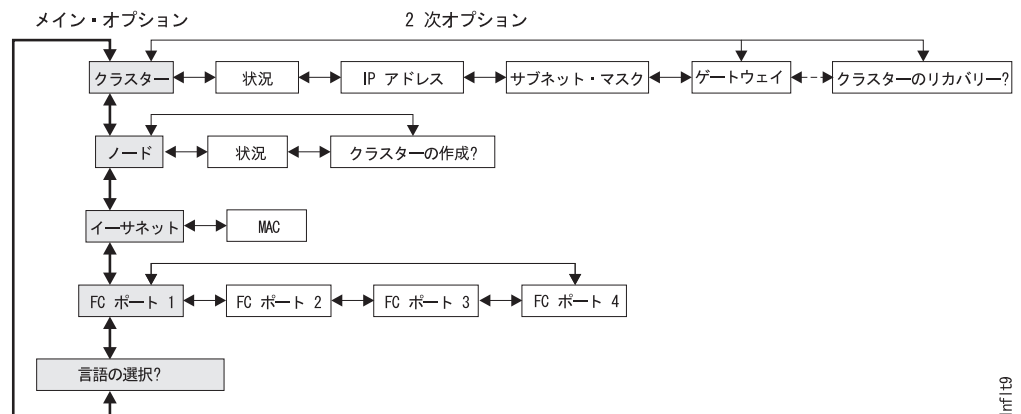 メイン・オプション
2 次オプション
クラスター
状況
IP アドレス
サブネット・マスク
ゲートウェイ
クラスターのリカバリー?
ノード
状況
クラスターの作成?
イーサネット
MAC
FC ポート 1
FC ポート 2
FC ポート 3
FC ポート 4
言語の選択?